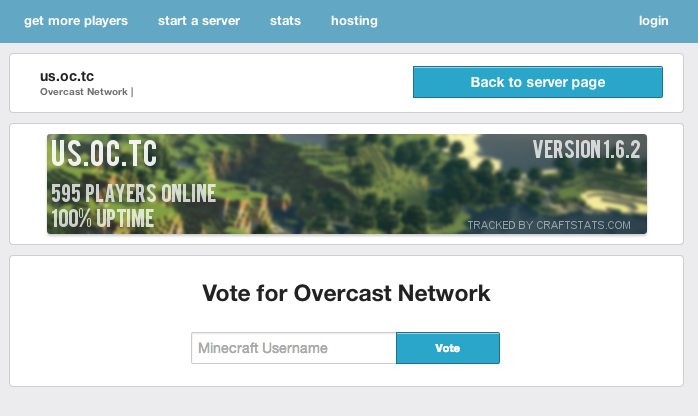 get more players start a server stats hosting login
us.oc.tc
Overcast Network |
Back to server page
US.OC.TC
VERSION 1.6.2
595 PLAYERS ONLINE
100% UPTIME
TRACKED BY CRAFTSTATS.COM
Vote for Overcast Network
Minecraft Username
Vote